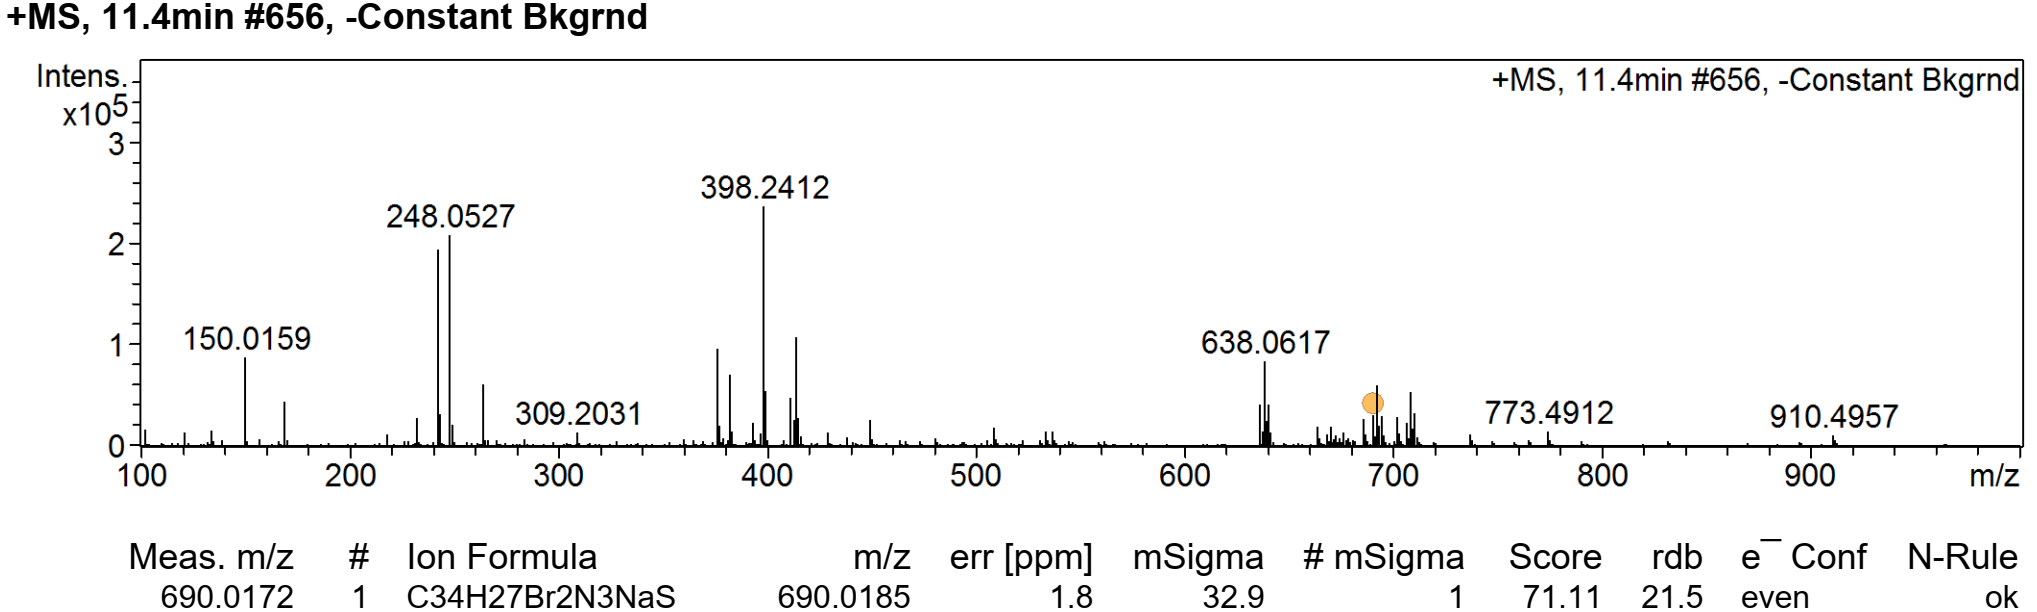 +MS, 11.4min #656, -Constant Bkgrnd
+MS, 11.4min #656, -Constant Bkgrnd
Intens.
x10⁵
3
2
1
0
398.2412
248.0527
150.0159
638.0617
309.2031
773.4912
910.4957
100 200 300 400 500 600 700 800 900 m/z
Meas. m/z # Ion Formula m/z err [ppm] mSigma # mSigma Score rdb e¯ Conf N-Rule
690.0172 1 C34H27Br2N3NaS 690.0185 1.8 32.9 1 71.11 21.5 even ok